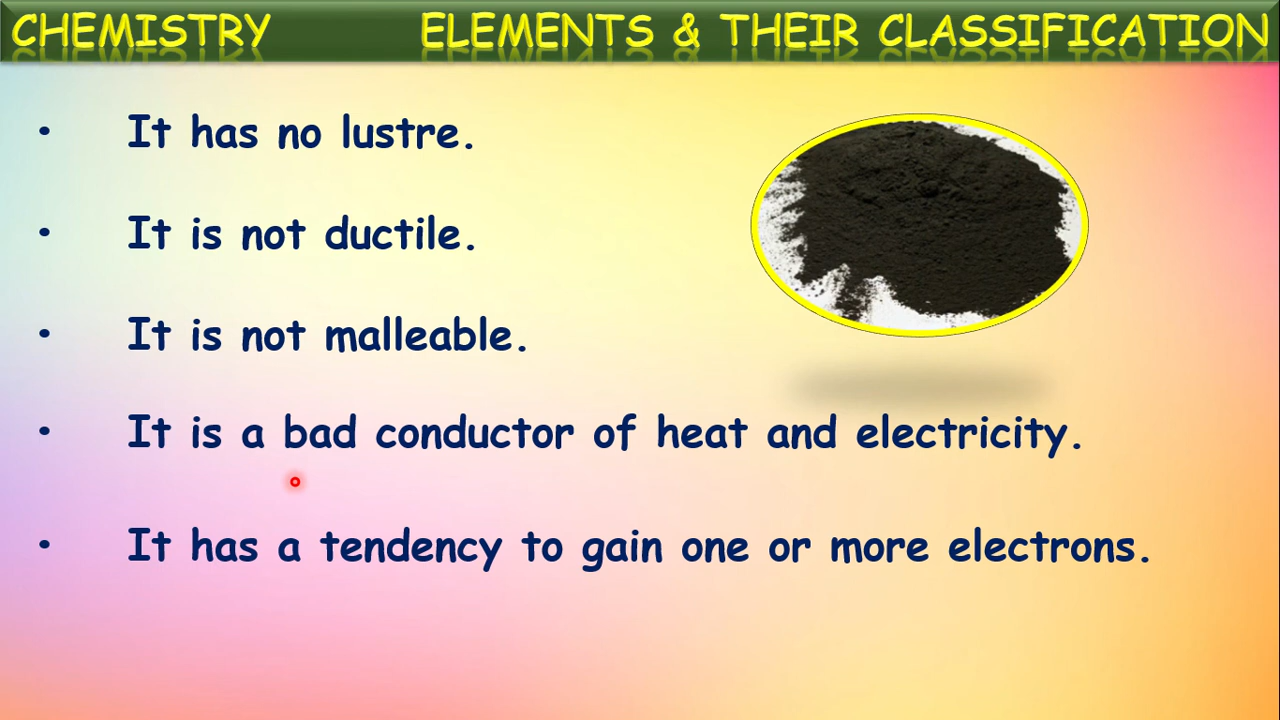 CHEMISTRY ELEMENTS & THEIR CLASSIFICATION
• It has no lustre.
• It is not ductile.
• It is not malleable.
• It is a bad conductor of heat and electricity.
• It has a tendency to gain one or more electrons.